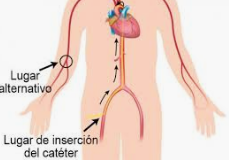 Lugar
alternativo
Lugar de inserción
del catéter